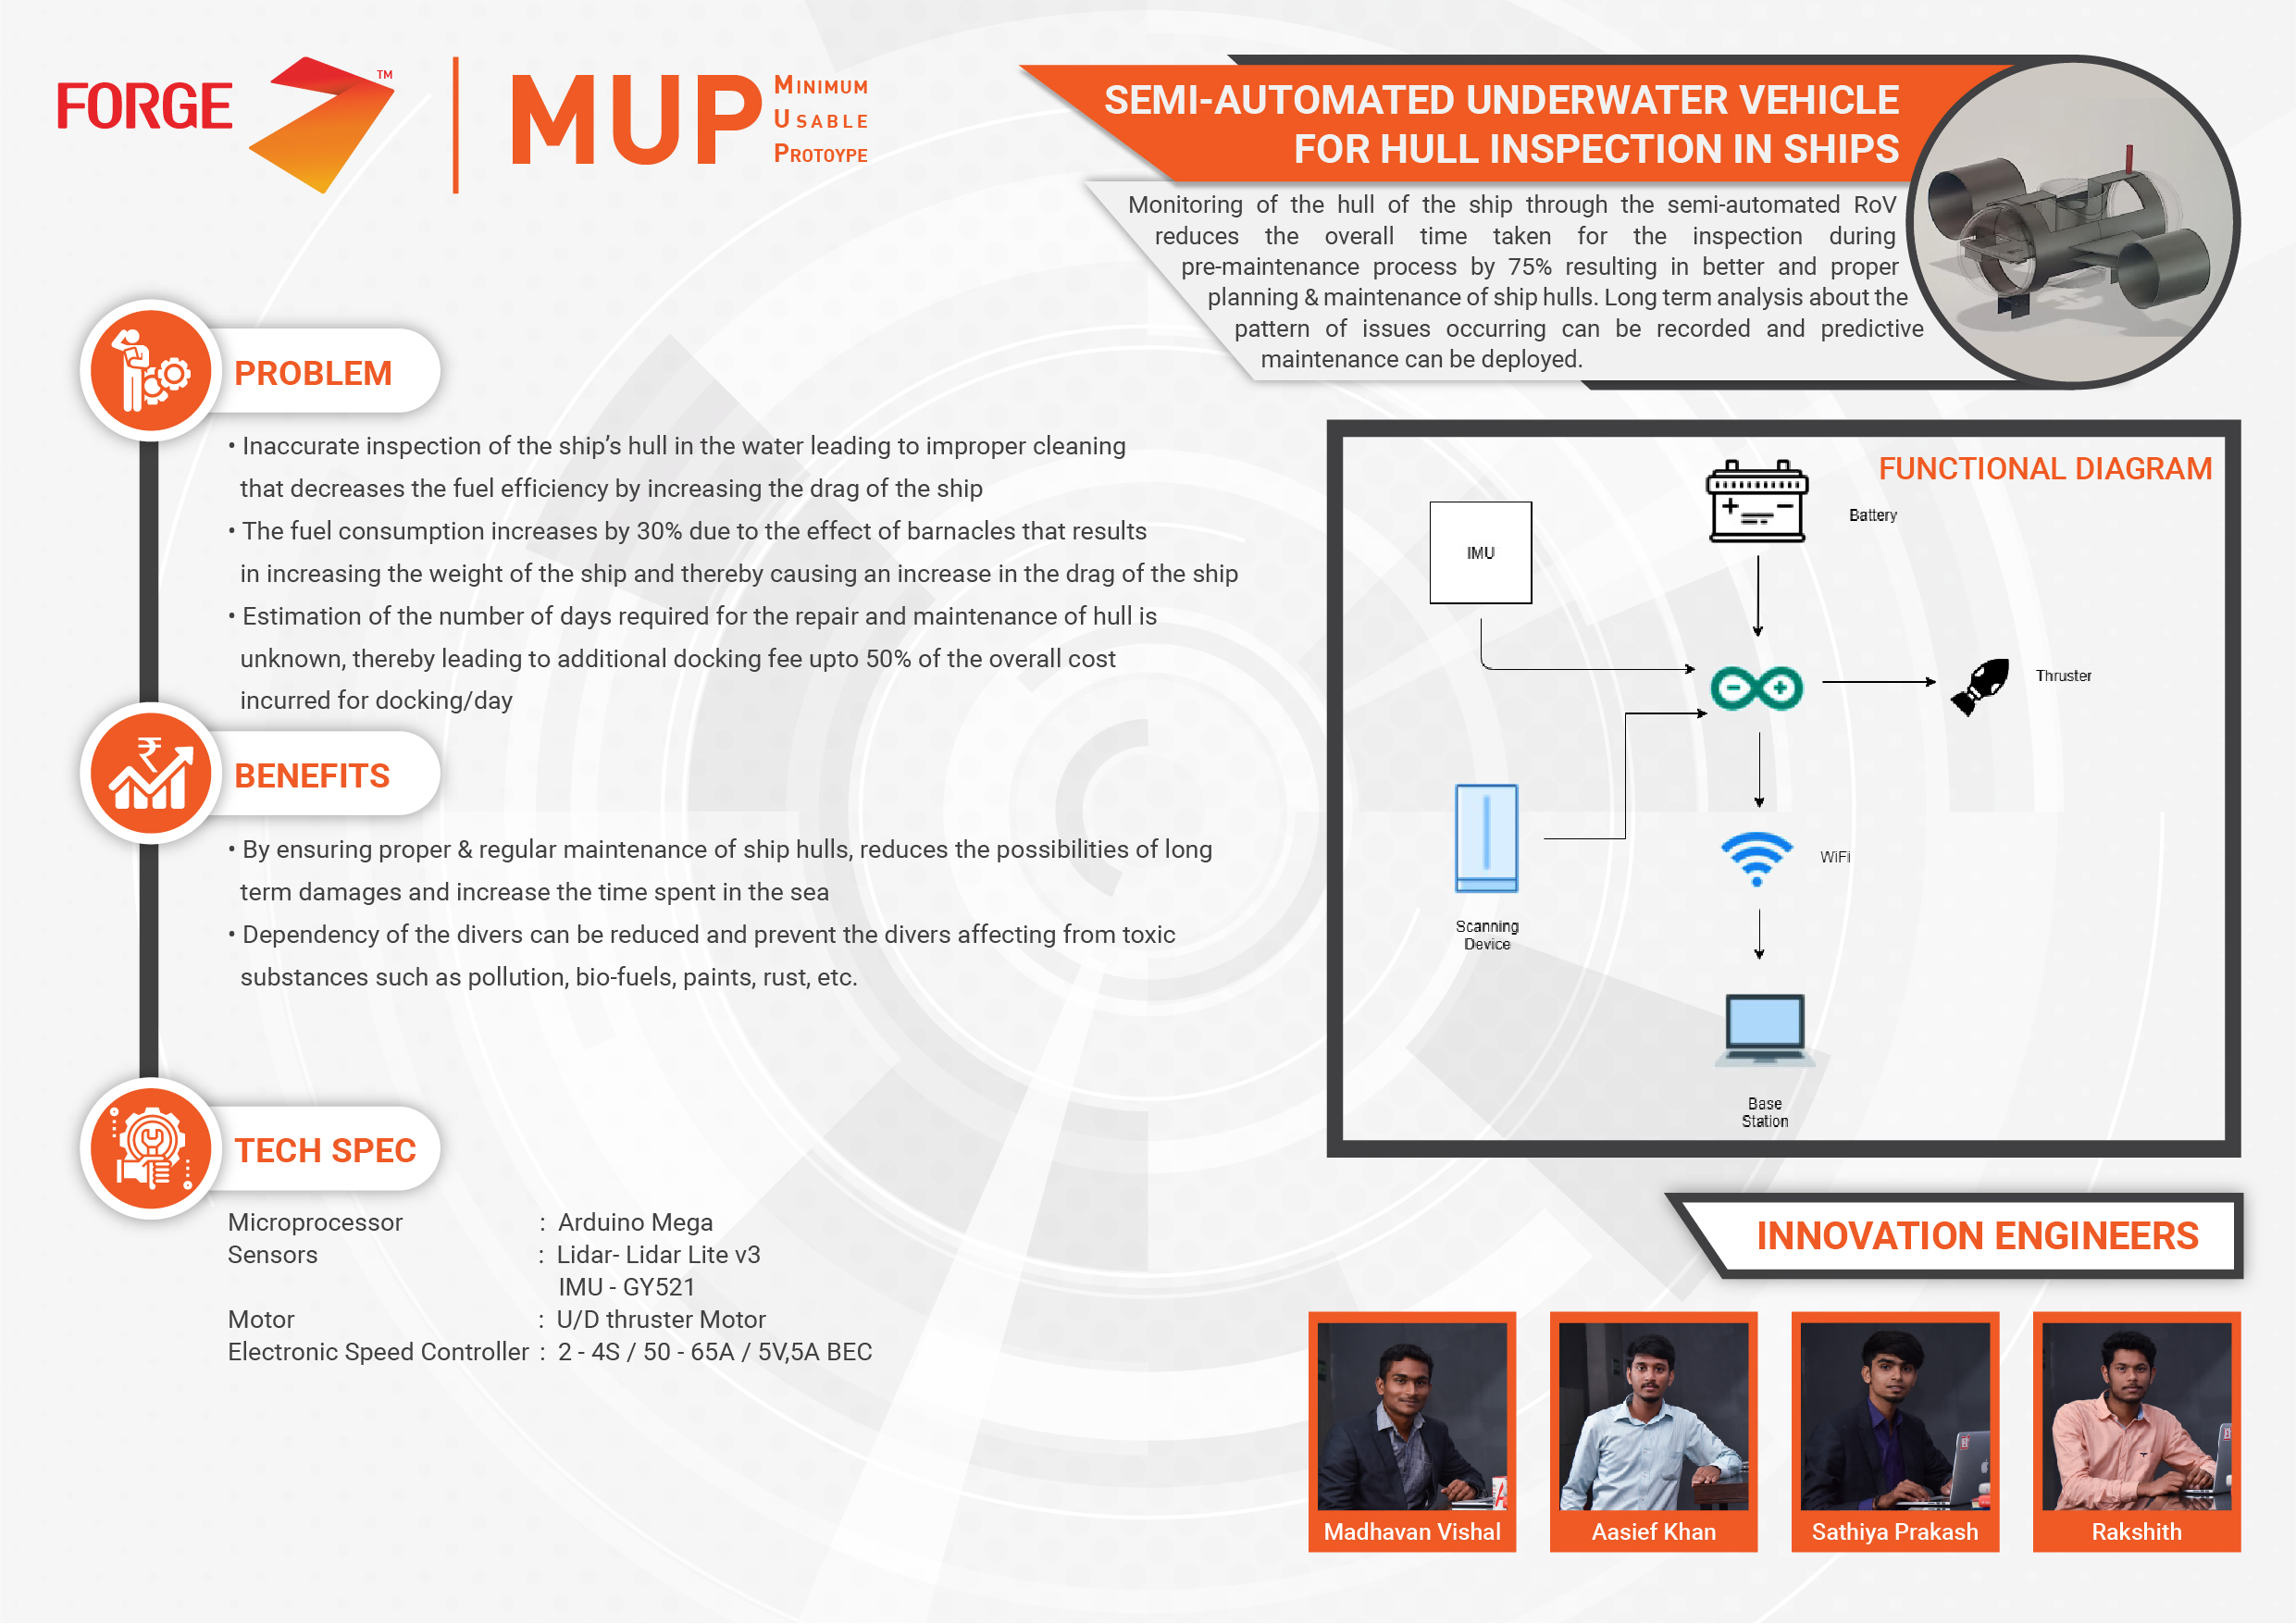 FORGE
TM
MUP
MINIMUM
USABLE
PROTOYPE
SEMI-AUTOMATED UNDERWATER VEHICLE
FOR HULL INSPECTION IN SHIPS
Monitoring of the hull of the ship through the semi-automated RoV
reduces the overall time taken for the inspection during
pre-maintenance process by 75% resulting in better and proper
planning & maintenance of ship hulls. Long term analysis about the
pattern of issues occurring can be recorded and predictive
maintenance can be deployed.
PROBLEM
• Inaccurate inspection of the ship’s hull in the water leading to improper cleaning
that decreases the fuel efficiency by increasing the drag of the ship
• The fuel consumption increases by 30% due to the effect of barnacles that results
in increasing the weight of the ship and thereby causing an increase in the drag of the ship
• Estimation of the number of days required for the repair and maintenance of hull is
unknown, thereby leading to additional docking fee upto 50% of the overall cost
incurred for docking/day
BENEFITS
• By ensuring proper & regular maintenance of ship hulls, reduces the possibilities of long
term damages and increase the time spent in the sea
• Dependency of the divers can be reduced and prevent the divers affecting from toxic
substances such as pollution, bio-fuels, paints, rust, etc.
TECH SPEC
Microprocessor : Arduino Mega
Sensors : Lidar- Lidar Lite v3
IMU - GY521
Motor : U/D thruster Motor
Electronic Speed Controller : 2 - 4S / 50 - 65A / 5V,5A BEC
FUNCTIONAL DIAGRAM
Battery
IMU
Thruster
WiFi
Scanning
Device
Base
Station
INNOVATION ENGINEERS
Madhavan Vishal
Aasief Khan
Sathiya Prakash
Rakshith